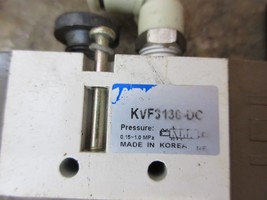 KVF3130-DC
Pressure:
0.15~1.0 MPa
MADE IN KOREA